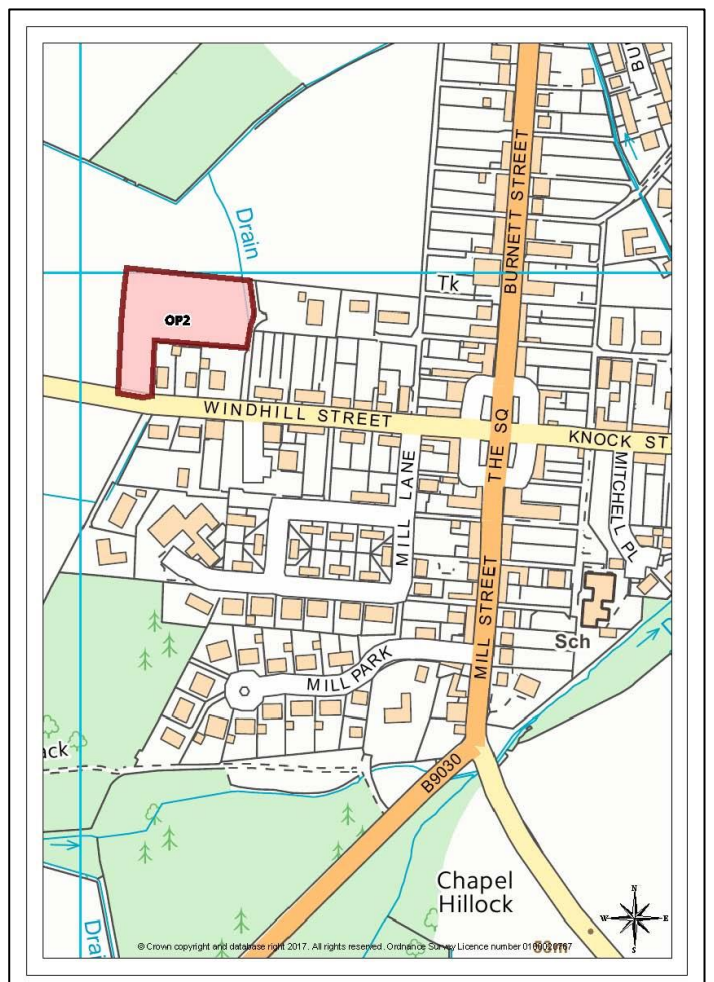 BU
Drain
BURNETT STREET
Tk
OP2
WINDHILL STREET
THE SQ
KNOCK ST
MILL LANE
MITCHELL PL
MILL STREET
Sch
MILL PARK
ack
B9030
Chapel
Hillock
Drai
N
W
E
S
© Crown copyright and database right 2017. All rights reserved. Ordnance Survey Licence number